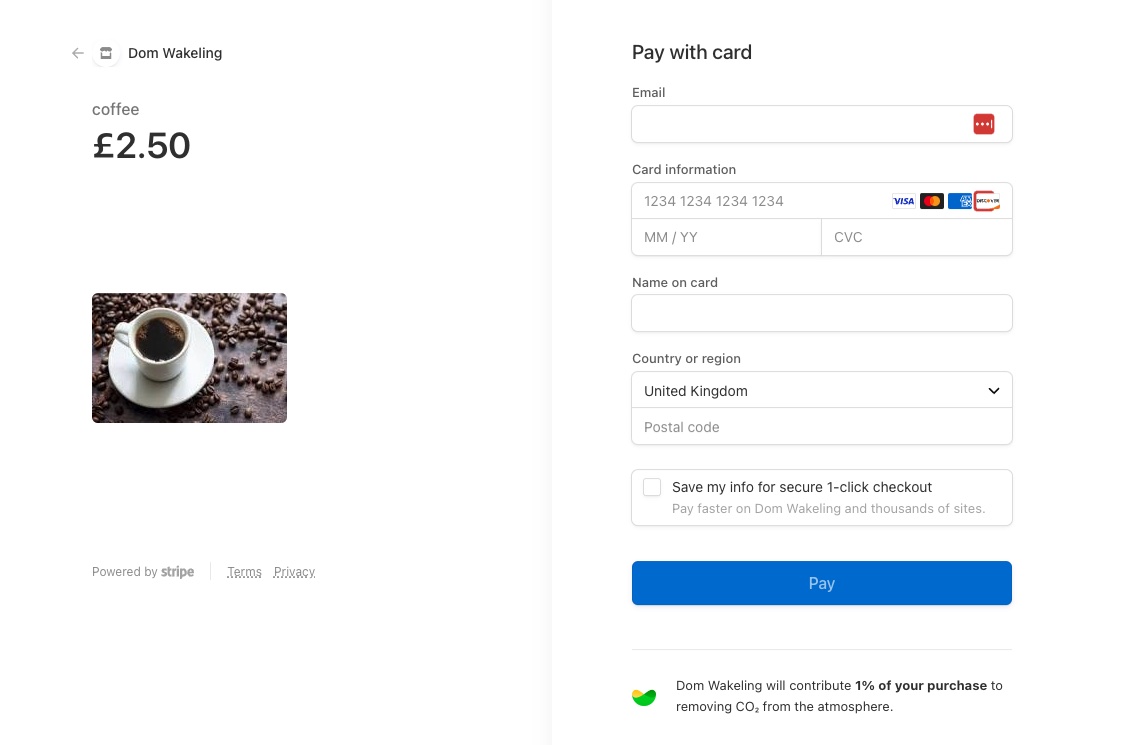 Dom Wakeling
coffee
£2.50
Powered by stripe
Terms Privacy
Pay with card
Email
Card information
1234 1234 1234 1234
VISA
DISCOVER
MM / YY
CVC
Name on card
Country or region
United Kingdom
Postal code
Save my info for secure 1-click checkout
Pay faster on Dom Wakeling and thousands of sites.
Pay
Dom Wakeling will contribute 1% of your purchase to
removing CO₂ from the atmosphere.